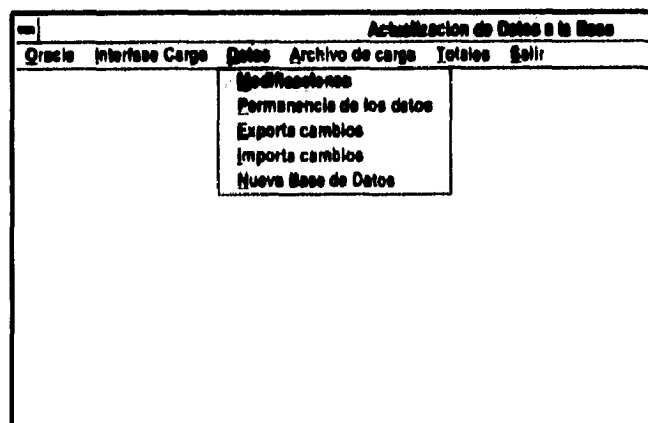 Actualizacion de Datos a la Base
Oracle Interfase Carga Datos Archivo de carga Totales Salir
Modificaciones
Permanencia de los datos
Exporta cambios
Importa cambios
Nueva Base de Datos